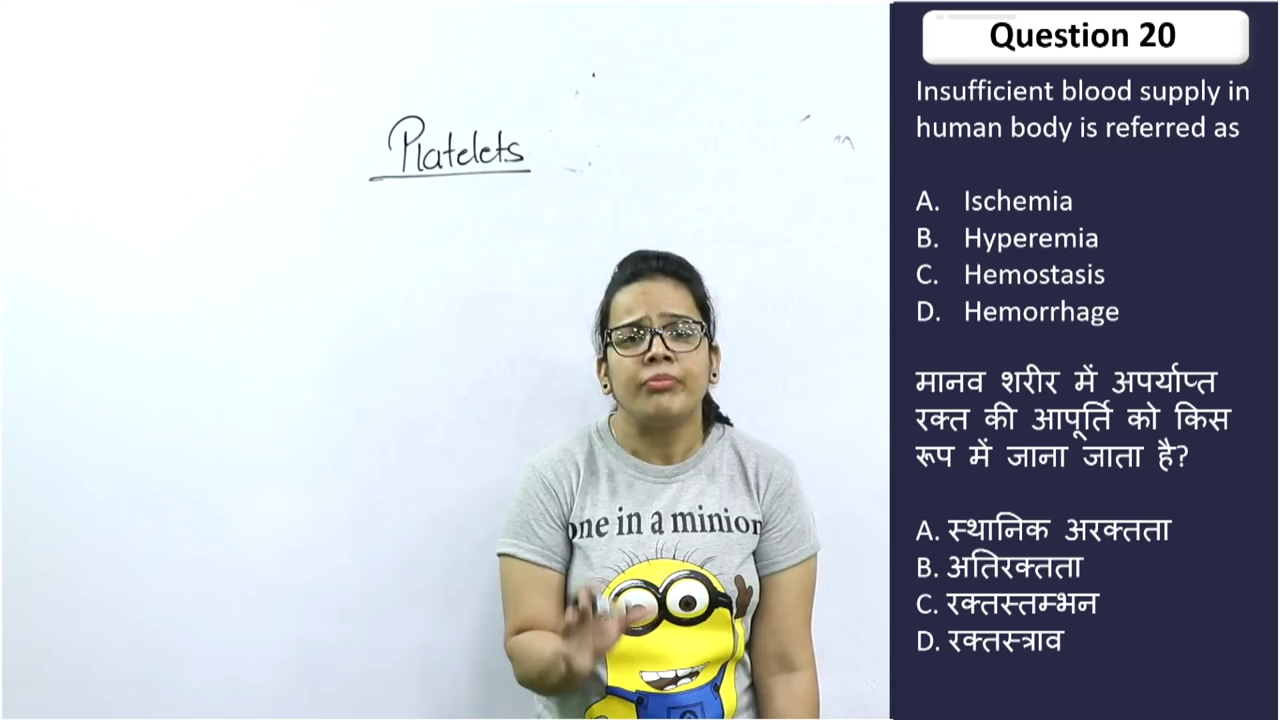 Platelets
one in a minion
Question 20
Insufficient blood supply in
human body is referred as
A. Ischemia
B. Hyperemia
C. Hemostasis
D. Hemorrhage
मानव शरीर में अपर्याप्त
रक्त की आपूर्ति को किस
रूप में जाना जाता है?
A. स्थानिक अरक्तता
B. अतिरक्तता
C. रक्तस्तम्भन
D. रक्तस्त्राव